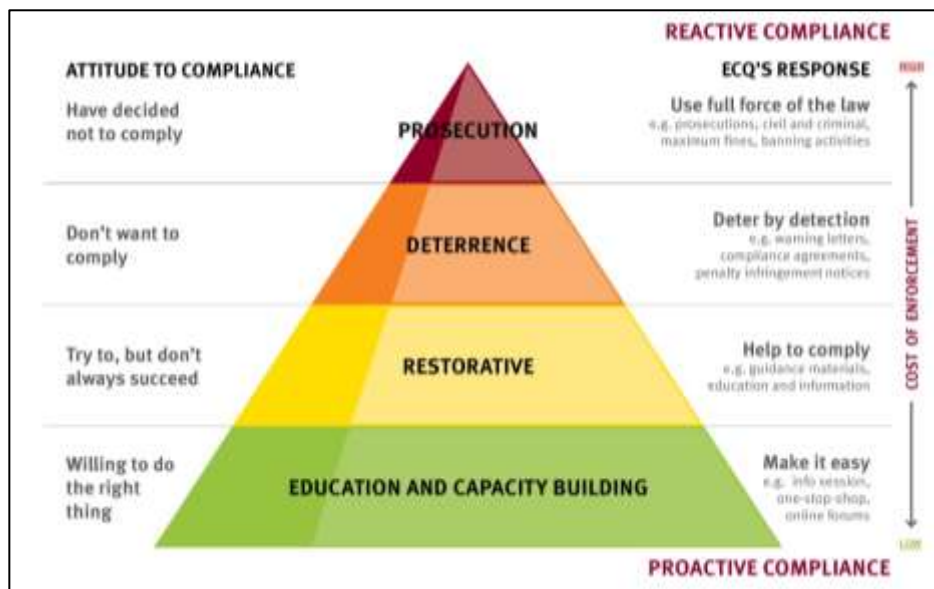 REACTIVE COMPLIANCE
ATTITUDE TO COMPLIANCE
ECQ'S RESPONSE
HIGH
Have decided
not to comply
PROSECUTION
Use full force of the law
e.g. prosecutions, civil and criminal,
maximum fines, banning activities
Don't want to
comply
DETERRENCE
Deter by detection
e.g. warning letters,
compliance agreements,
penalty infringement notices
COST OF ENFORCEMENT
Try to, but don't
always succeed
RESTORATIVE
Help to comply
e.g. guidance materials,
education and information
Willing to do
the right
thing
EDUCATION AND CAPACITY BUILDING
Make it easy
e.g. info session,
one-stop-shop,
online forums
LOW
PROACTIVE COMPLIANCE